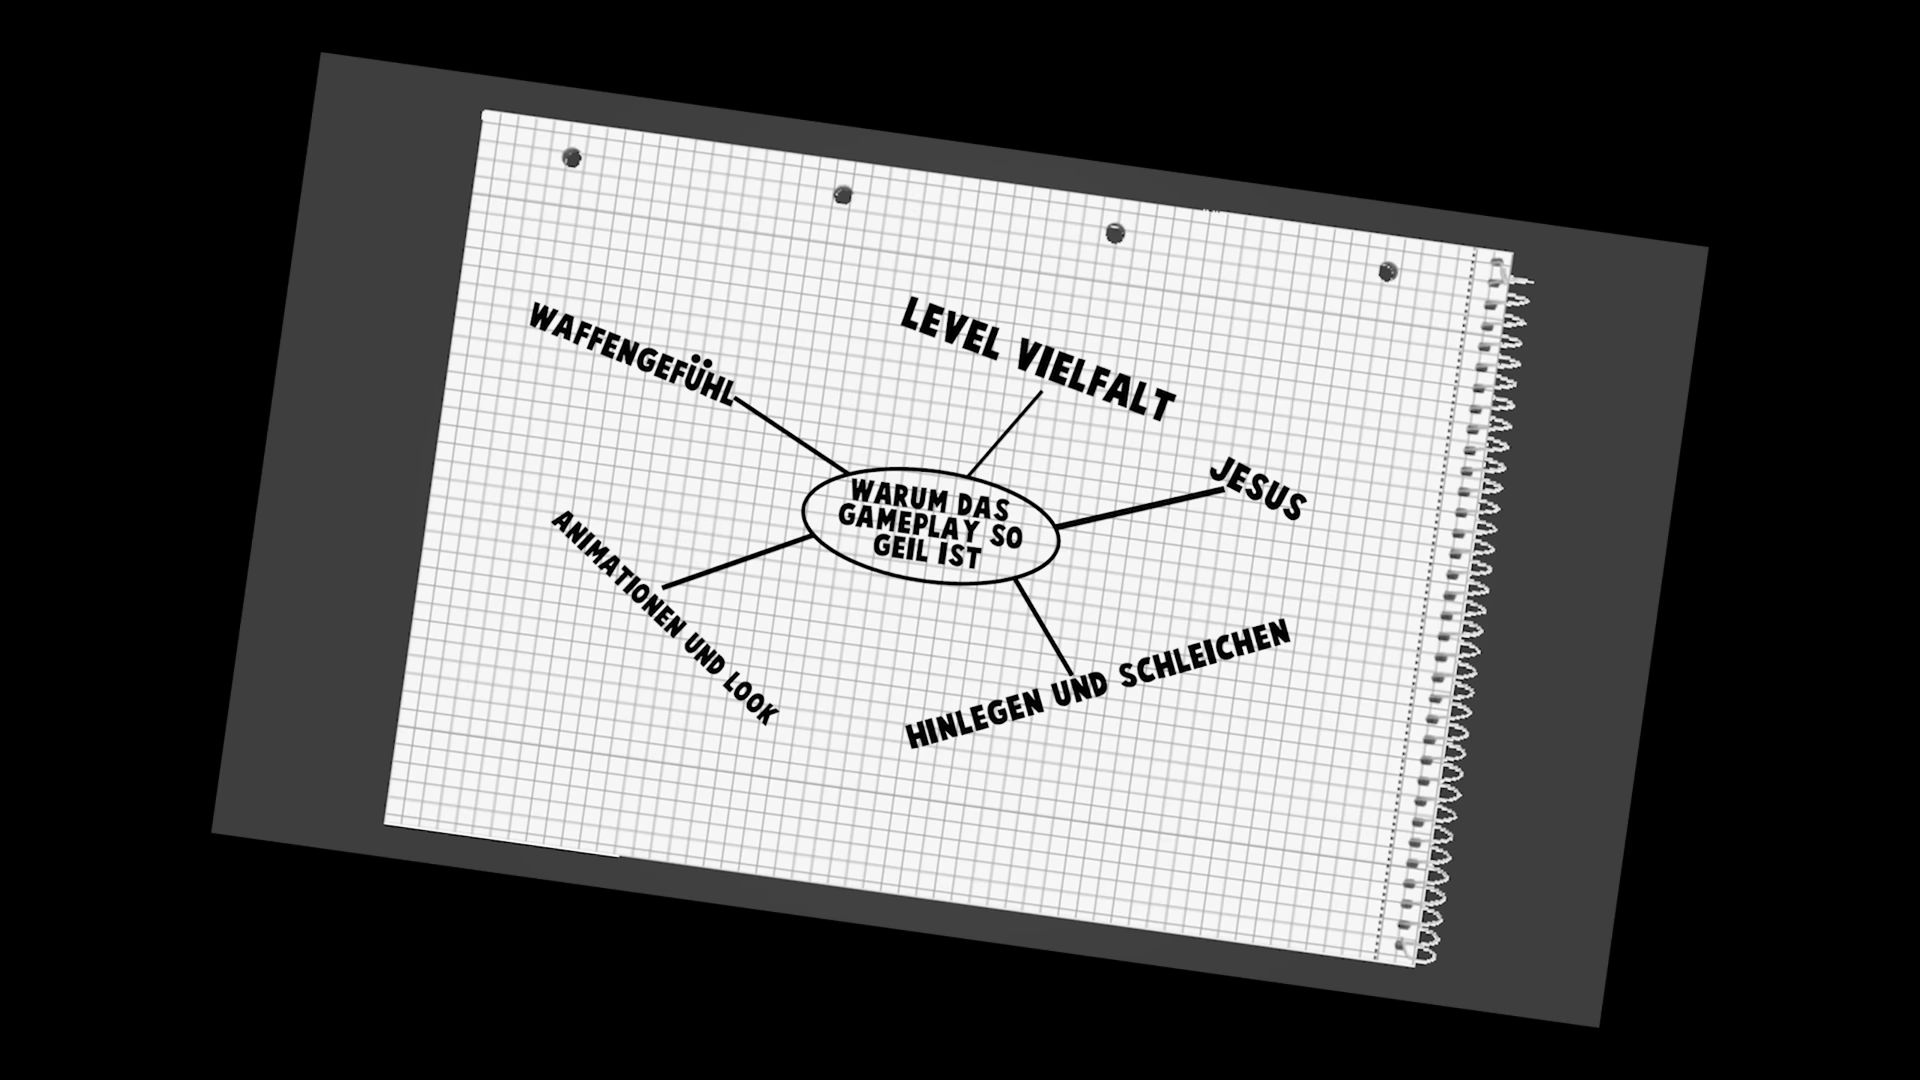 WAFFENGEFÜHL
LEVEL VIELFALT
JESUS
WARUM DAS
GAMEPLAY SO
GEIL IST
ANIMATIONEN UND LOOK
HINLEGEN UND SCHLEICHEN